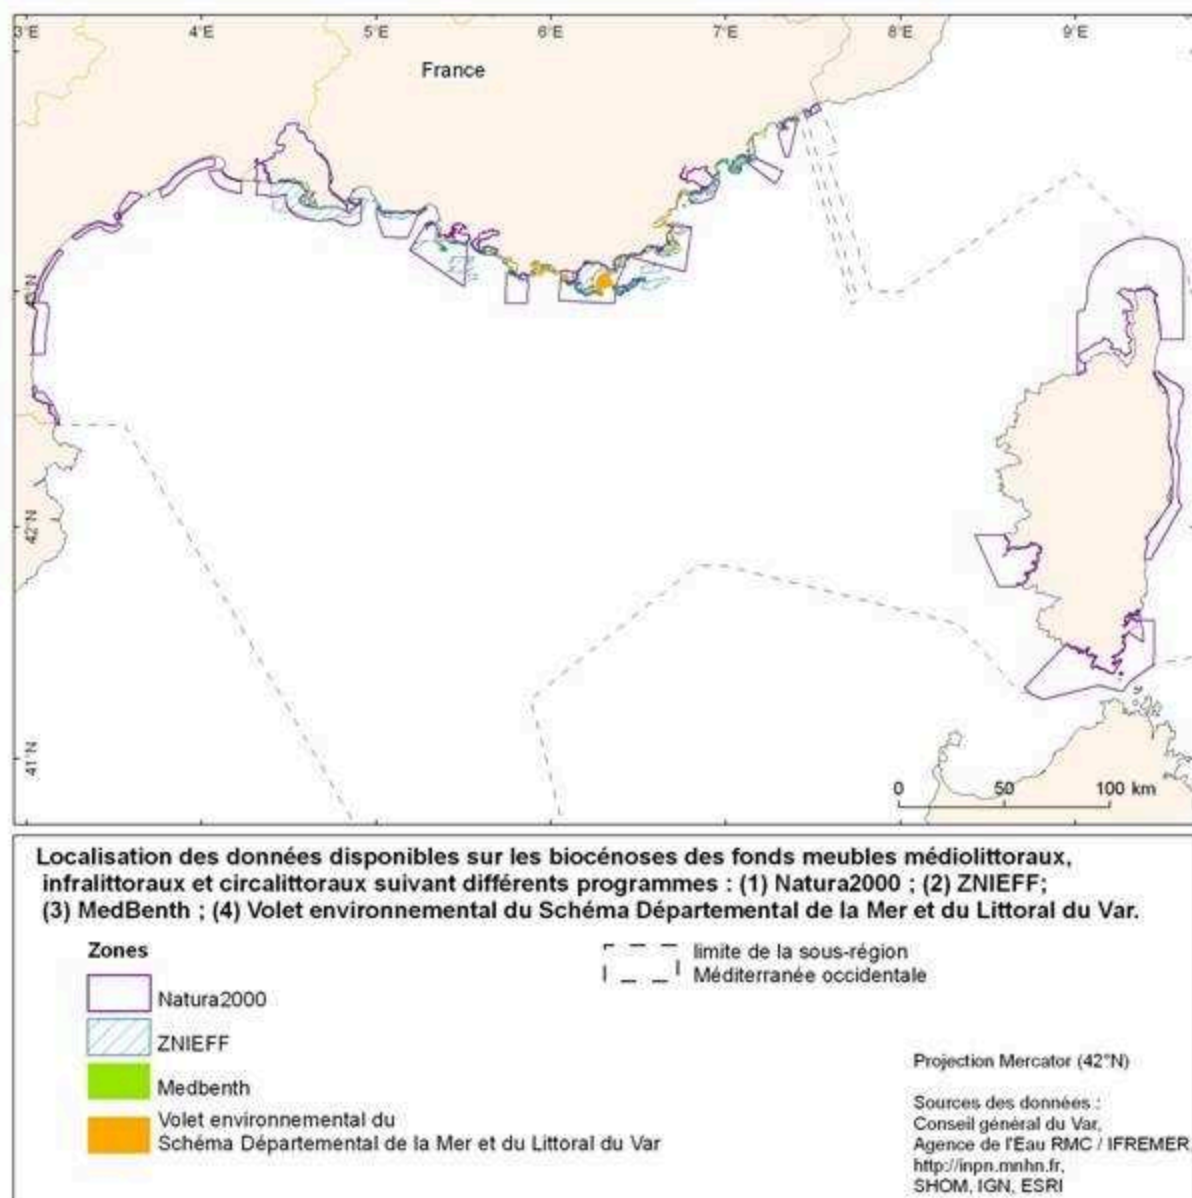 3°E 4°E 5°E 6°E 7°E 8°E 9°E
France
43°N
42°N
41°N
0 50 100 km
Localisation des données disponibles sur les biocénoses des fonds meubles médiolittoraux,
infralittoraux et circalittoraux suivant différents programmes : (1) Natura2000 ; (2) ZNIEFF;
(3) MedBenth ; (4) Volet environnemental du Schéma Départemental de la Mer et du Littoral du Var.
Zones
Natura2000
ZNIEFF
Medbenth
Volet environnemental du
Schéma Départemental de la Mer et du Littoral du Var
limite de la sous-région
Méditerranée occidentale
Projection Mercator (42°N)
Sources des données :
Conseil général du Var,
Agence de l'Eau RMC / IFREMER,
http://inpn.mnhn.fr,
SHOM, IGN, ESRI